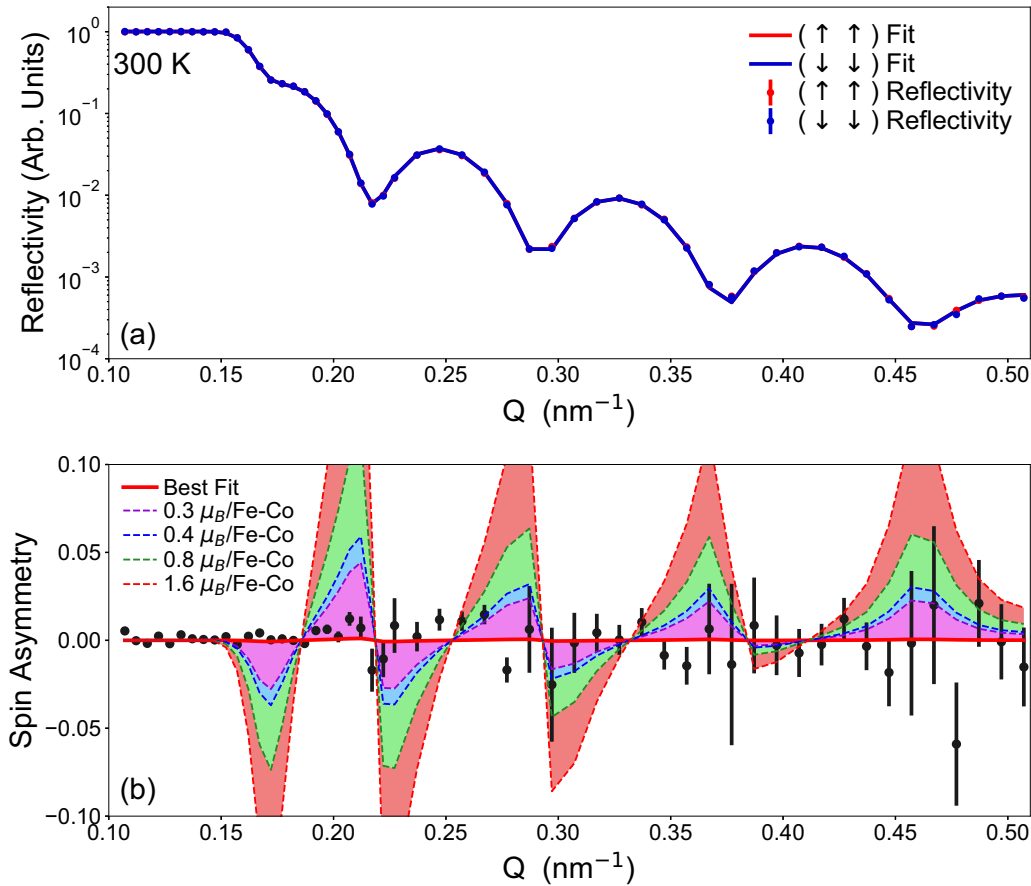 10⁰
10⁻¹
10⁻²
10⁻³
10⁻⁴
Reflectivity (Arb. Units)
300 K
(a)
(↑ ↑) Fit
(↓ ↓) Fit
(↑ ↑) Reflectivity
(↓ ↓) Reflectivity
0.10 0.15 0.20 0.25 0.30 0.35 0.40 0.45 0.50
Q (nm⁻¹)
0.10
0.05
0.00
−0.05
−0.10
Spin Asymmetry
Best Fit
0.3 μ_B/Fe-Co
0.4 μ_B/Fe-Co
0.8 μ_B/Fe-Co
1.6 μ_B/Fe-Co
(b)
0.10 0.15 0.20 0.25 0.30 0.35 0.40 0.45 0.50
Q (nm⁻¹)